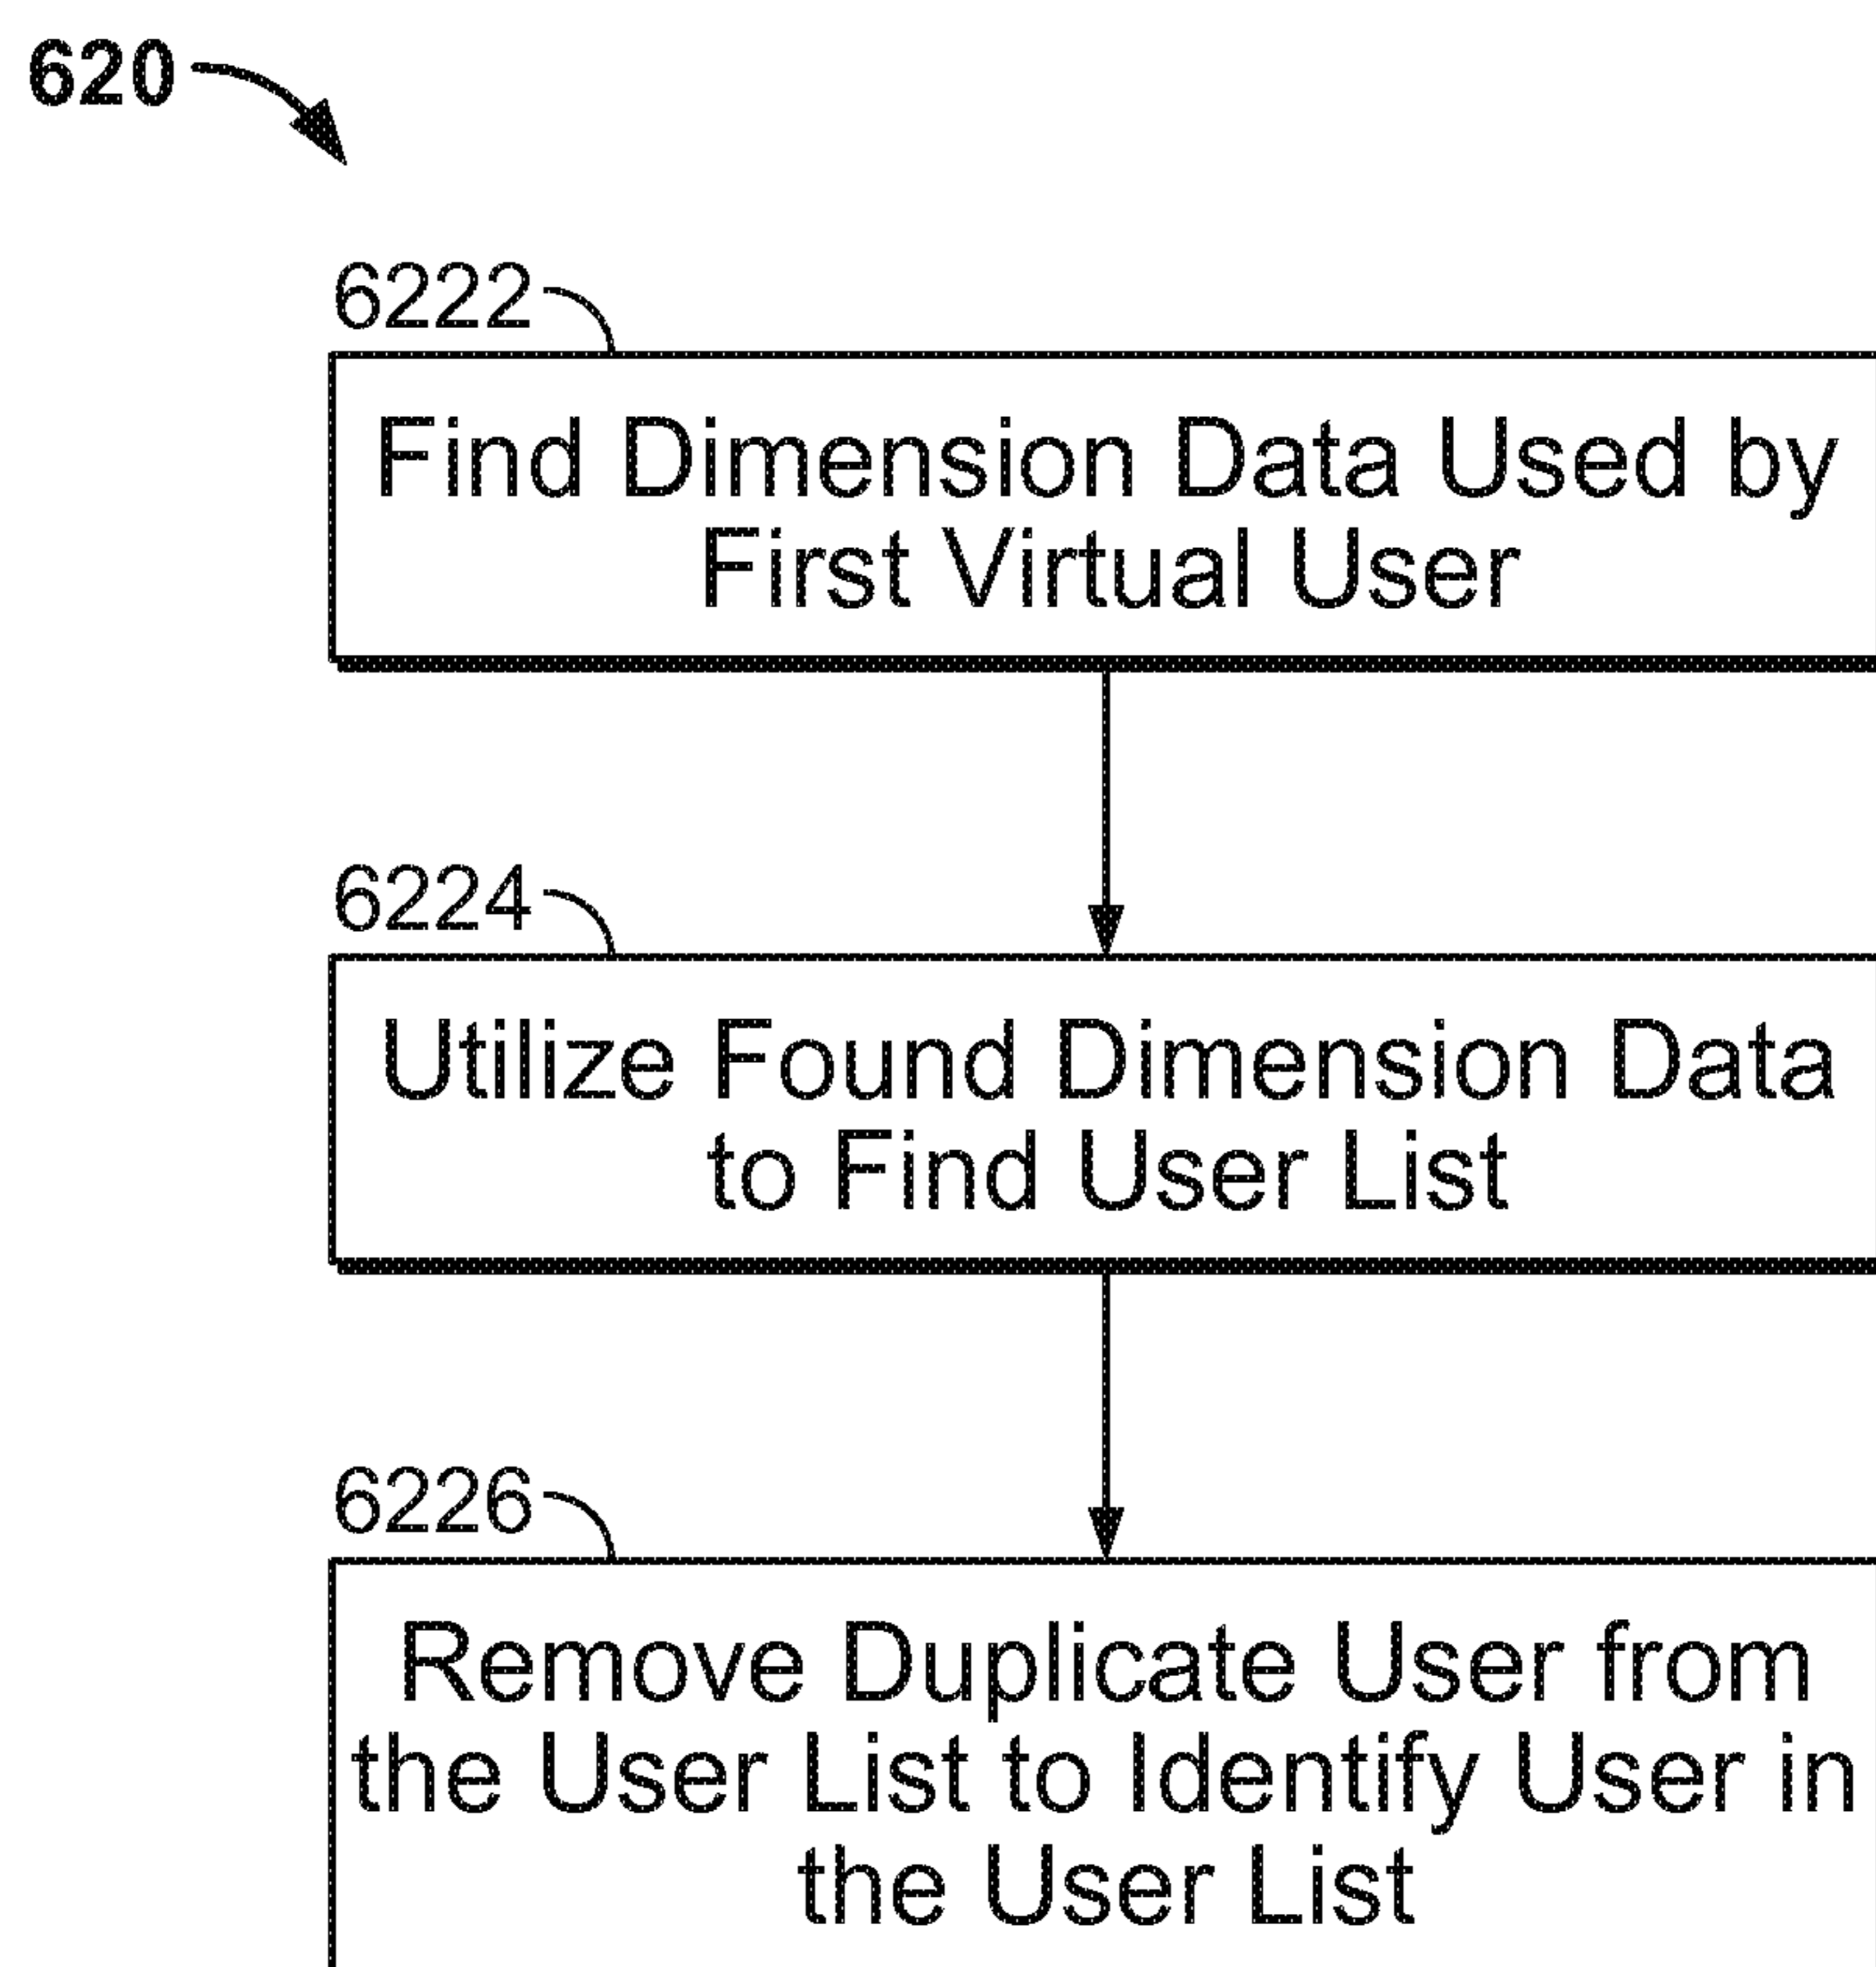 620
6222
Find Dimension Data Used by
First Virtual User
6224
Utilize Found Dimension Data
to Find User List
6226
Remove Duplicate User from
the User List to Identify User in
the User List